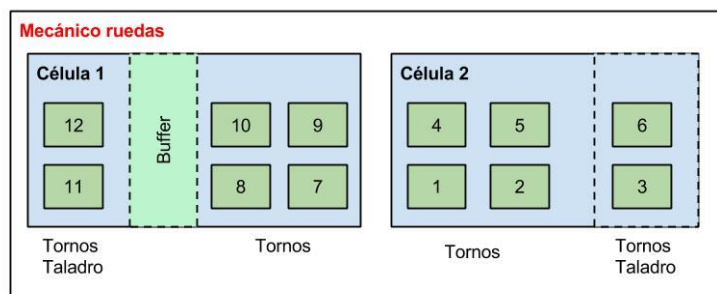 Mecánico ruedas
Célula 1
Célula 2
12
Buffer
10
9
4
5
6
11
8
7
1
2
3
Tornos
Taladro
Tornos
Tornos
Tornos
Taladro